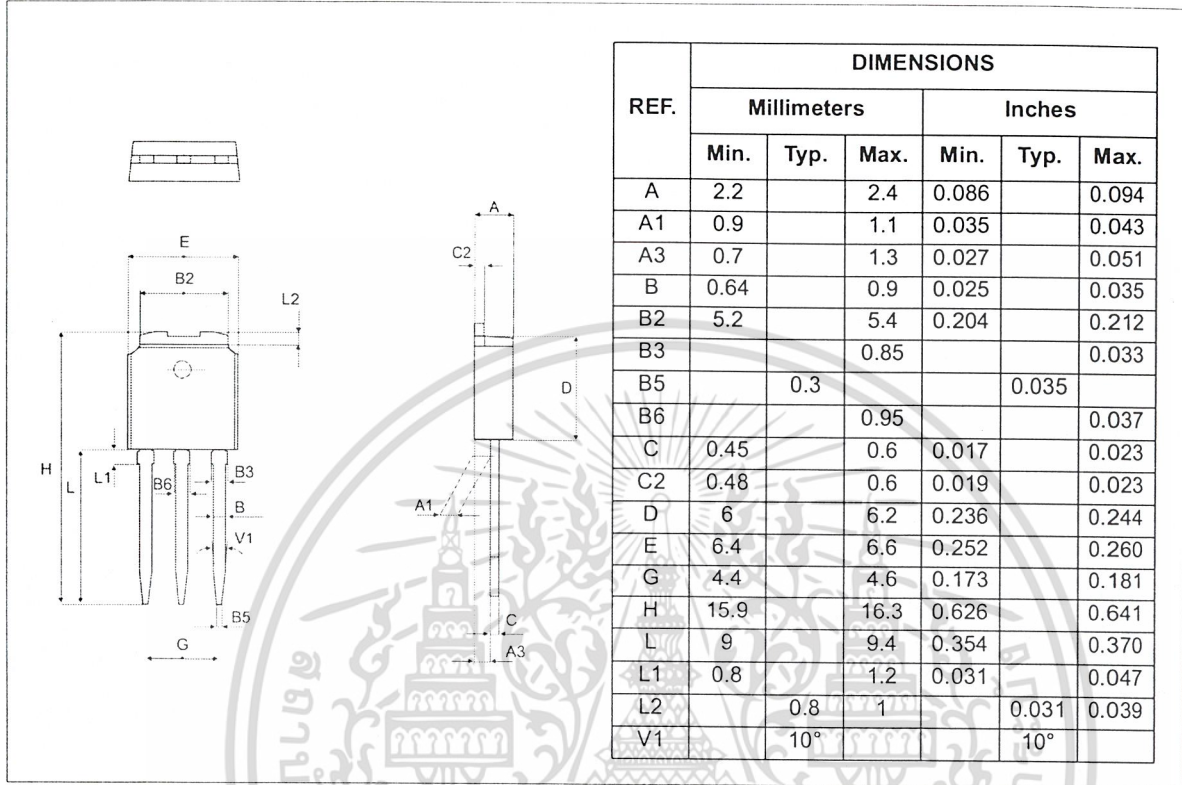 E
B2
L2
H
L
L1
B6
B3
B
V1
B5
G
A
C2
D
A1
C
A3
REF. DIMENSIONS
Millimeters Inches
Min. Typ. Max. Min. Typ. Max.
A 2.2 2.4 0.086 0.094
A1 0.9 1.1 0.035 0.043
A3 0.7 1.3 0.027 0.051
B 0.64 0.9 0.025 0.035
B2 5.2 5.4 0.204 0.212
B3 0.85 0.033
B5 0.3 0.035
B6 0.95 0.037
C 0.45 0.6 0.017 0.023
C2 0.48 0.6 0.019 0.023
D 6 6.2 0.236 0.244
E 6.4 6.6 0.252 0.260
G 4.4 4.6 0.173 0.181
H 15.9 16.3 0.626 0.641
L 9 9.4 0.354 0.370
L1 0.8 1.2 0.031 0.047
L2 0.8 1 0.031 0.039
V1 10° 10°